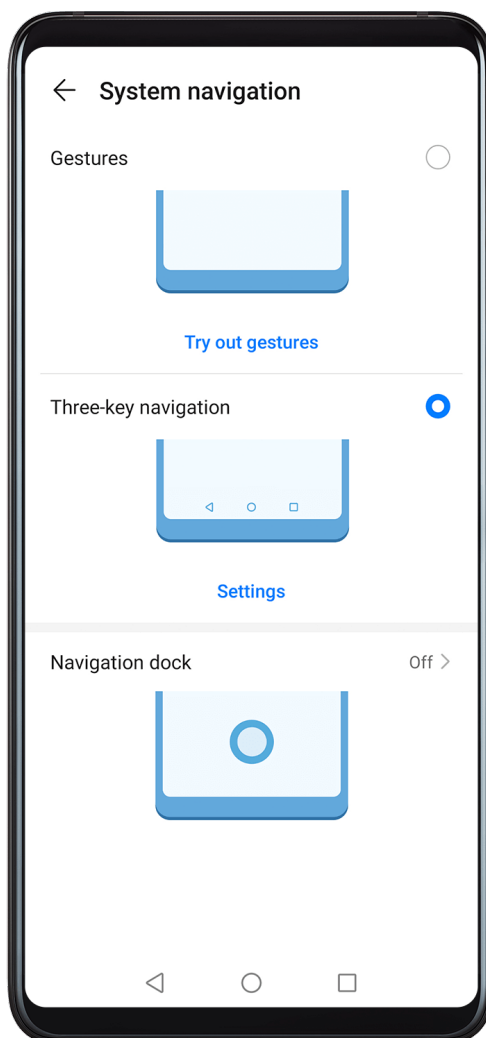 System navigation
Gestures
Try out gestures
Three-key navigation
Settings
Navigation dock
Off